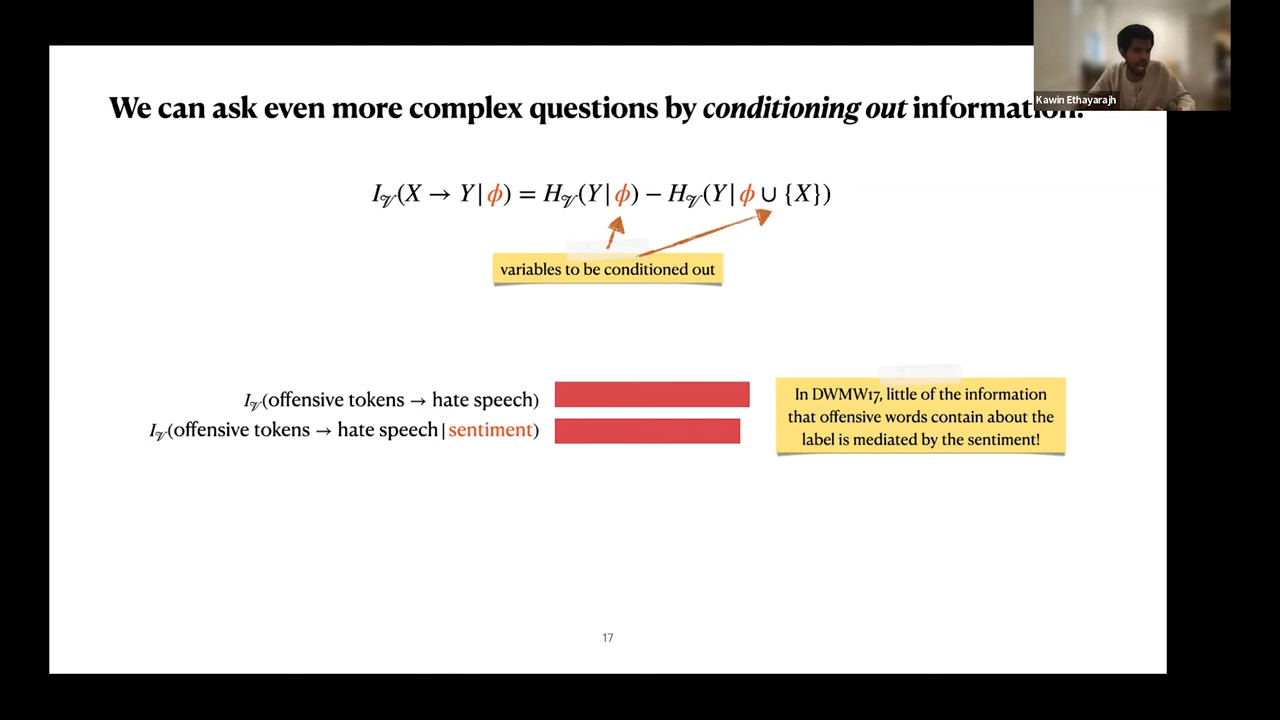 We can ask even more complex questions by conditioning out information.
Kawin Ethayarajh
I𝒱(X → Y|ϕ) = H𝒱(Y|ϕ) − H𝒱(Y|ϕ ∪ {X})
variables to be conditioned out
I𝒱(offensive tokens → hate speech)
I𝒱(offensive tokens → hate speech|sentiment)
In DWMW17, little of the information
that offensive words contain about the
label is mediated by the sentiment!
17